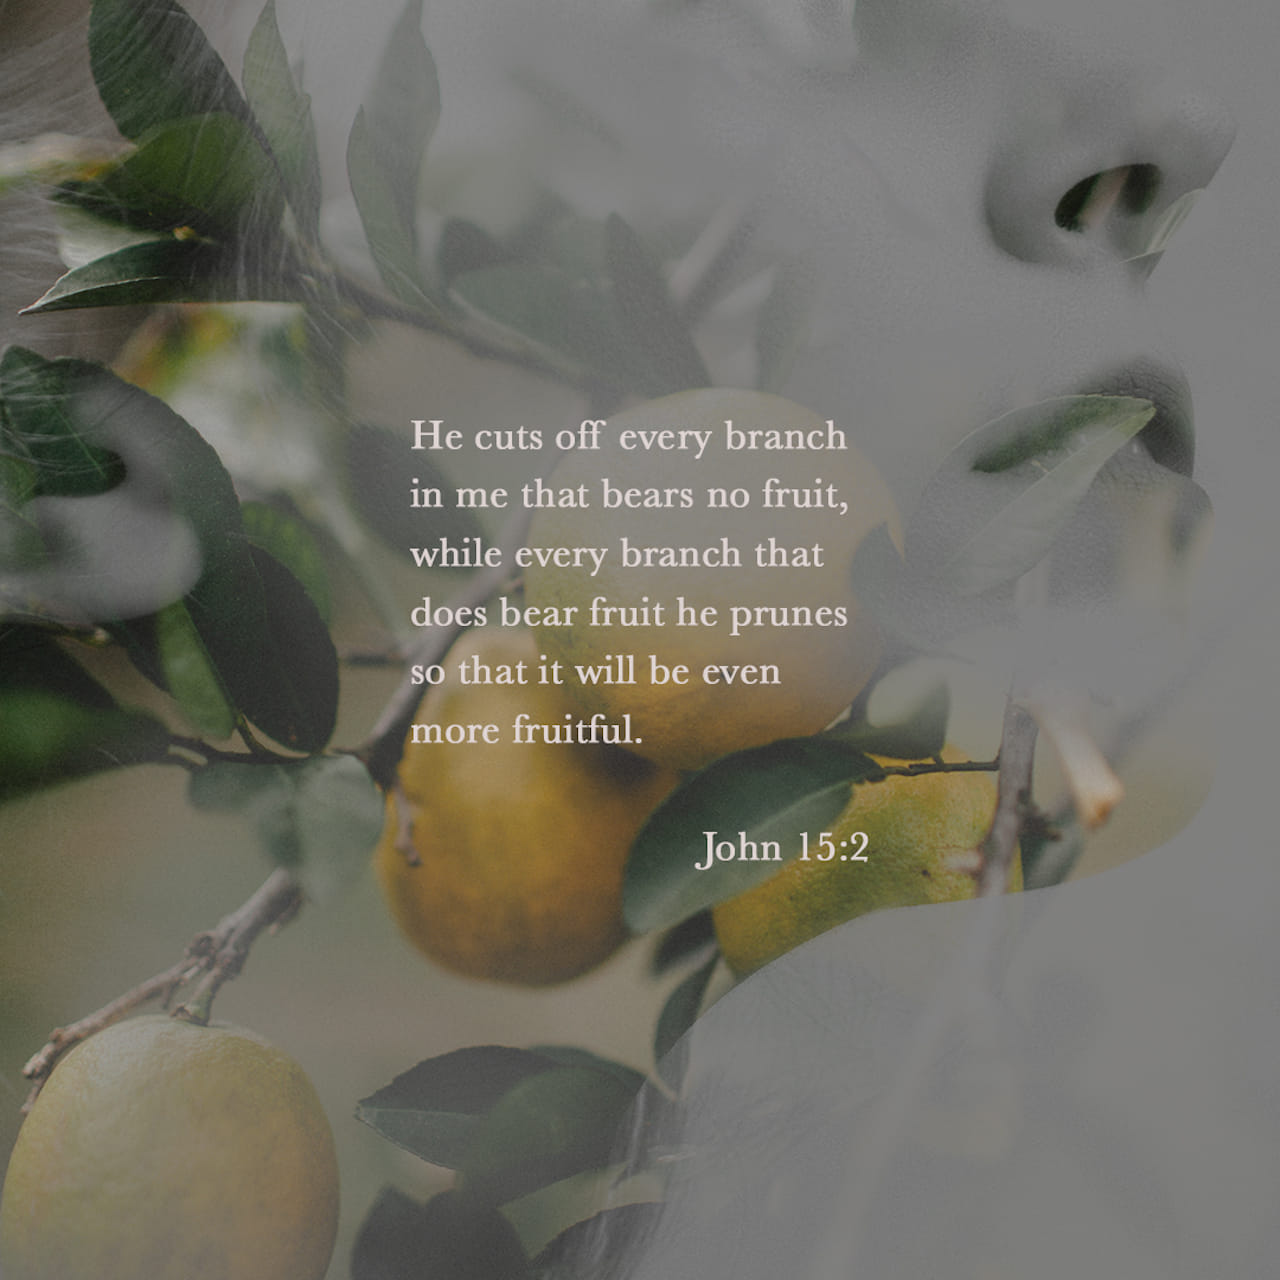 He cuts off every branch
in me that bears no fruit,
while every branch that
does bear fruit he prunes
so that it will be even
more fruitful.
John 15:2